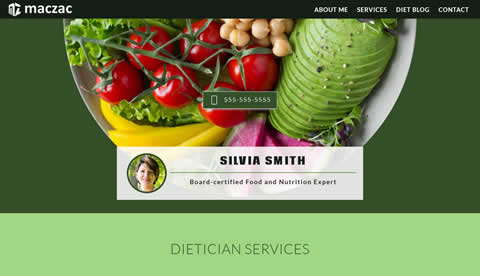 maczac
ABOUT ME SERVICES DIET BLOG CONTACT
555-555-5555
SILVIA SMITH
Board-certified Food and Nutrition Expert
DIETICIAN SERVICES